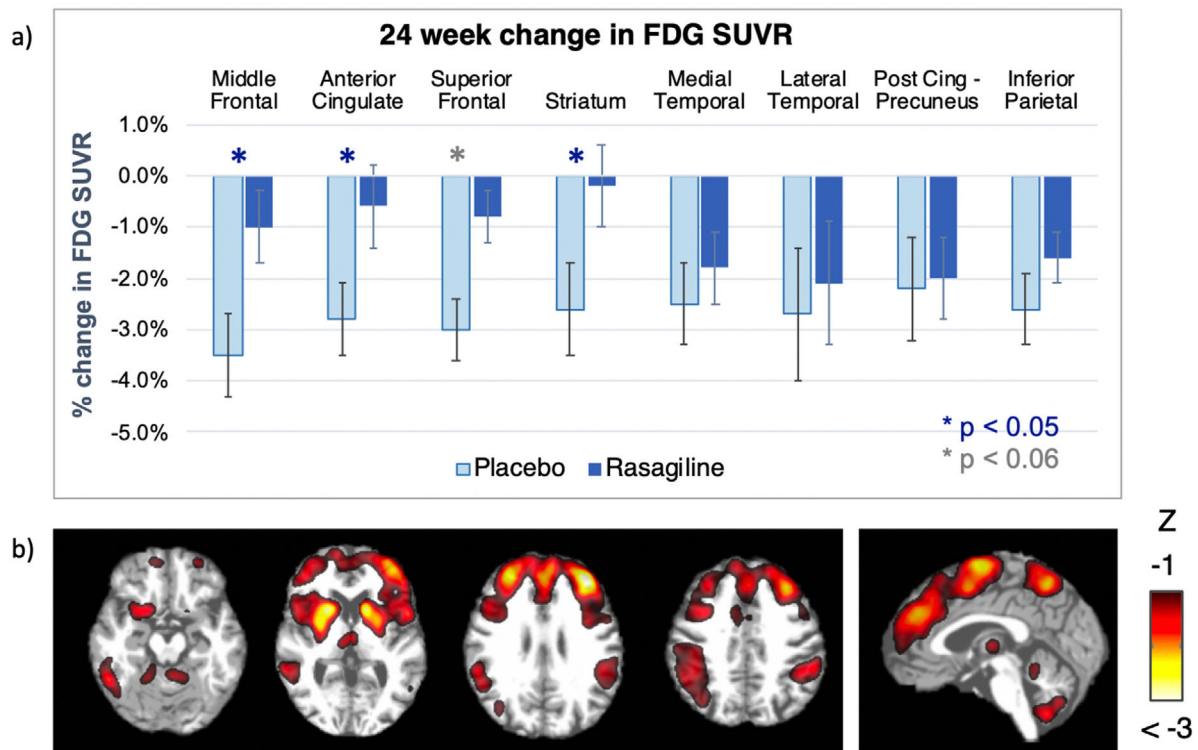 a)
24 week change in FDG SUVR
Middle Frontal
Anterior Cingulate
Superior Frontal
Striatum
Medial Temporal
Lateral Temporal
Post Cing - Precuneus
Inferior Parietal
% change in FDG SUVR
1.0%
0.0%
-1.0%
-2.0%
-3.0%
-4.0%
-5.0%
*
*
*
*
* p < 0.05
* p < 0.06
Placebo
Rasagiline
b)
Z
-1
< -3